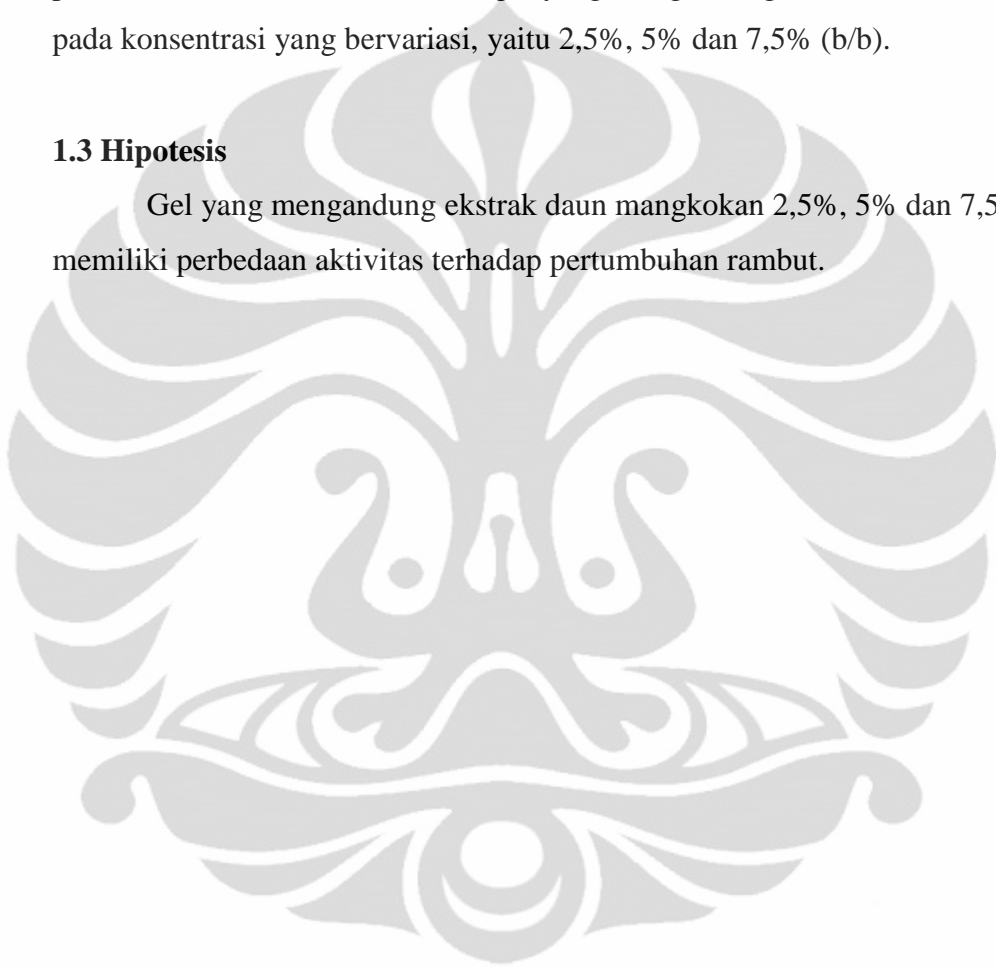 pada konsentrasi yang bervariasi, yaitu 2,5%, 5% dan 7,5% (b/b).
1.3 Hipotesis
Gel yang mengandung ekstrak daun mangkokan 2,5%, 5% dan 7,5
memiliki perbedaan aktivitas terhadap pertumbuhan rambut.